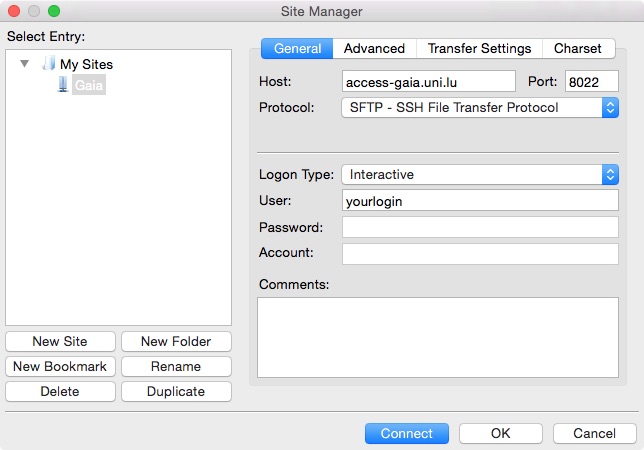 Site Manager
Select Entry:
My Sites
Gaia
New Site New Folder
New Bookmark Rename
Delete Duplicate
General Advanced Transfer Settings Charset
Host: access-gaia.uni.lu Port: 8022
Protocol: SFTP - SSH File Transfer Protocol
Logon Type: Interactive
User: yourlogin
Password:
Account:
Comments:
Connect OK Cancel